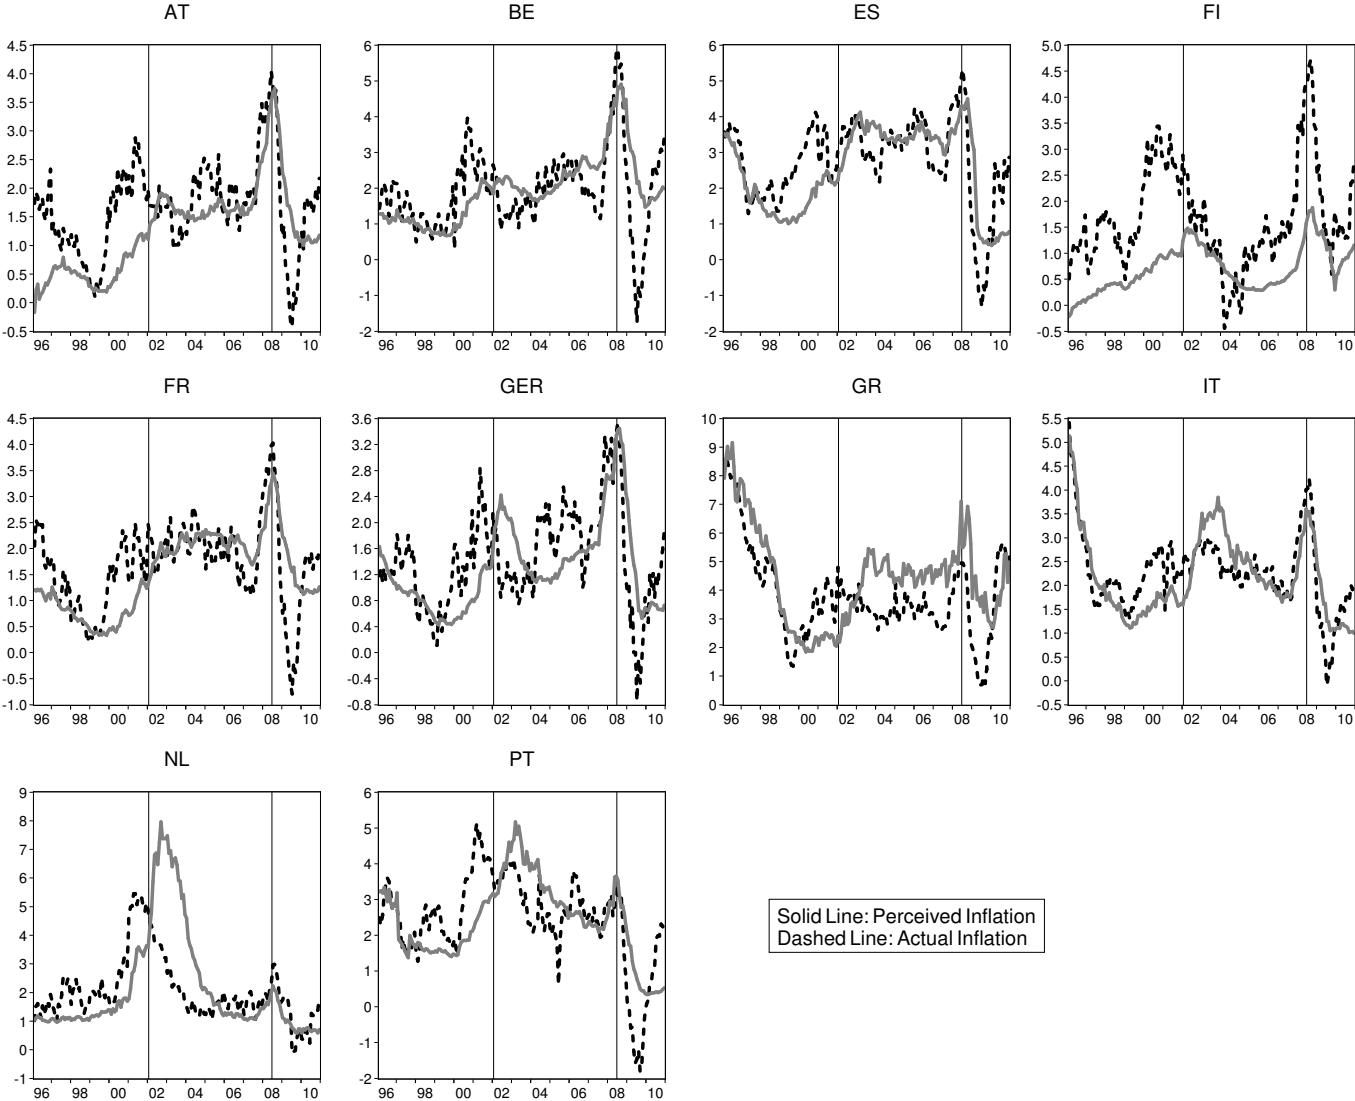 AT BE ES FI
4.5 4.0 3.5 3.0 2.5 2.0 1.5 1.0 0.5 0.0 -0.5
96 98 00 02 04 06 08 10
6 5 4 3 2 1 0 -1 -2
96 98 00 02 04 06 08 10
6 5 4 3 2 1 0 -1 -2
96 98 00 02 04 06 08 10
5.0 4.5 4.0 3.5 3.0 2.5 2.0 1.5 1.0 0.5 0.0 -0.5
96 98 00 02 04 06 08 10
FR GER GR IT
4.5 4.0 3.5 3.0 2.5 2.0 1.5 1.0 0.5 0.0 -0.5 -1.0
96 98 00 02 04 06 08 10
3.6 3.2 2.8 2.4 2.0 1.6 1.2 0.8 0.4 0.0 -0.4 -0.8
96 98 00 02 04 06 08 10
10 9 8 7 6 5 4 3 2 1 0
96 98 00 02 04 06 08 10
5.5 5.0 4.5 4.0 3.5 3.0 2.5 2.0 1.5 1.0 0.5 0.0 -0.5
96 98 00 02 04 06 08 10
NL PT
9 8 7 6 5 4 3 2 1 0 -1
96 98 00 02 04 06 08 10
6 5 4 3 2 1 0 -1 -2
96 98 00 02 04 06 08 10
Solid Line: Perceived Inflation
Dashed Line: Actual Inflation